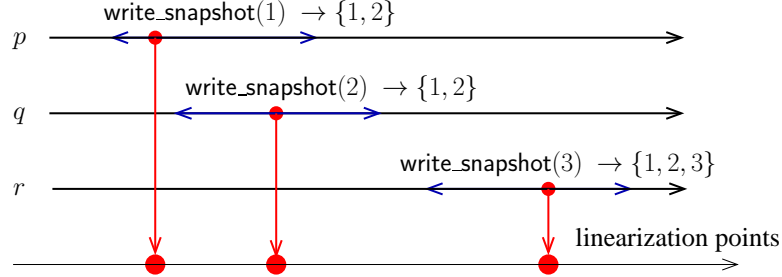 write_snapshot(1) → {1, 2}
p
write_snapshot(2) → {1, 2}
q
write_snapshot(3) → {1, 2, 3}
r
linearization points